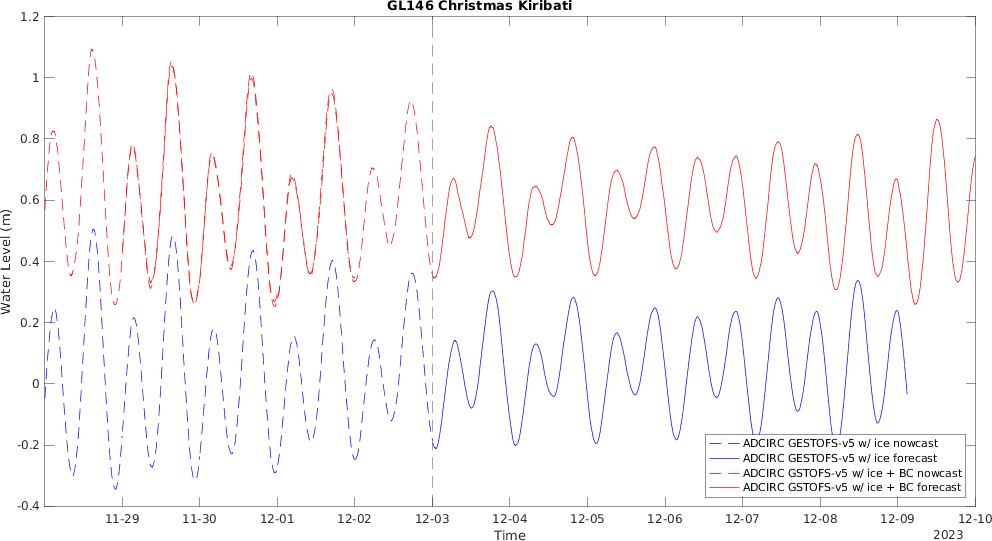 GL146 Christmas Kiribati
1.2
1
0.8
0.6
0.4
0.2
0
-0.2
-0.4
Water Level (m)
ADCIRC GESTOFS-v5 w/ ice nowcast
ADCIRC GESTOFS-v5 w/ ice forecast
ADCIRC GSTOFS-v5 w/ ice + BC nowcast
ADCIRC GSTOFS-v5 w/ ice + BC forecast
11-29 11-30 12-01 12-02 12-03 12-04 12-05 12-06 12-07 12-08 12-09 12-10
Time
2023